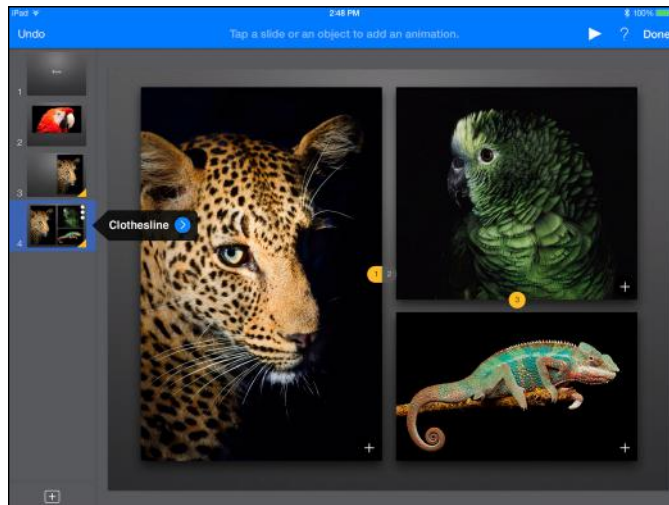 iPad 2:48 PM 100%
Undo Tap a slide or an object to add an animation. ? Done
1
2
3
4
Clothesline
1 2
3